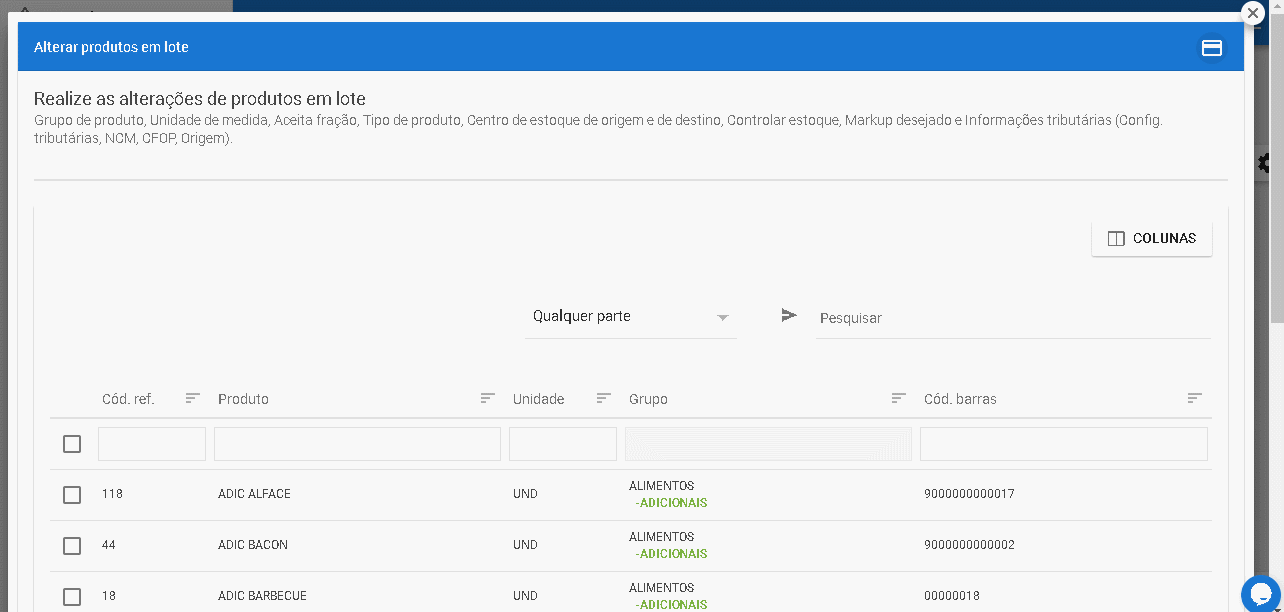 Alterar produtos em lote
Realize as alterações de produtos em lote
Grupo de produto, Unidade de medida, Aceita fração, Tipo de produto, Centro de estoque de origem e de destino, Controlar estoque, Markup desejado e Informações tributárias (Config.
tributárias, NCM, CFOP, Origem).
COLUNAS
Qualquer parte
Pesquisar
Cód. ref. Produto Unidade Grupo Cód. barras
118 ADIC ALFACE UND ALIMENTOS 9000000000017
-ADICIONAIS
44 ADIC BACON UND ALIMENTOS 9000000000002
-ADICIONAIS
18 ADIC BARBECUE UND ALIMENTOS 00000018
-ADICIONAIS